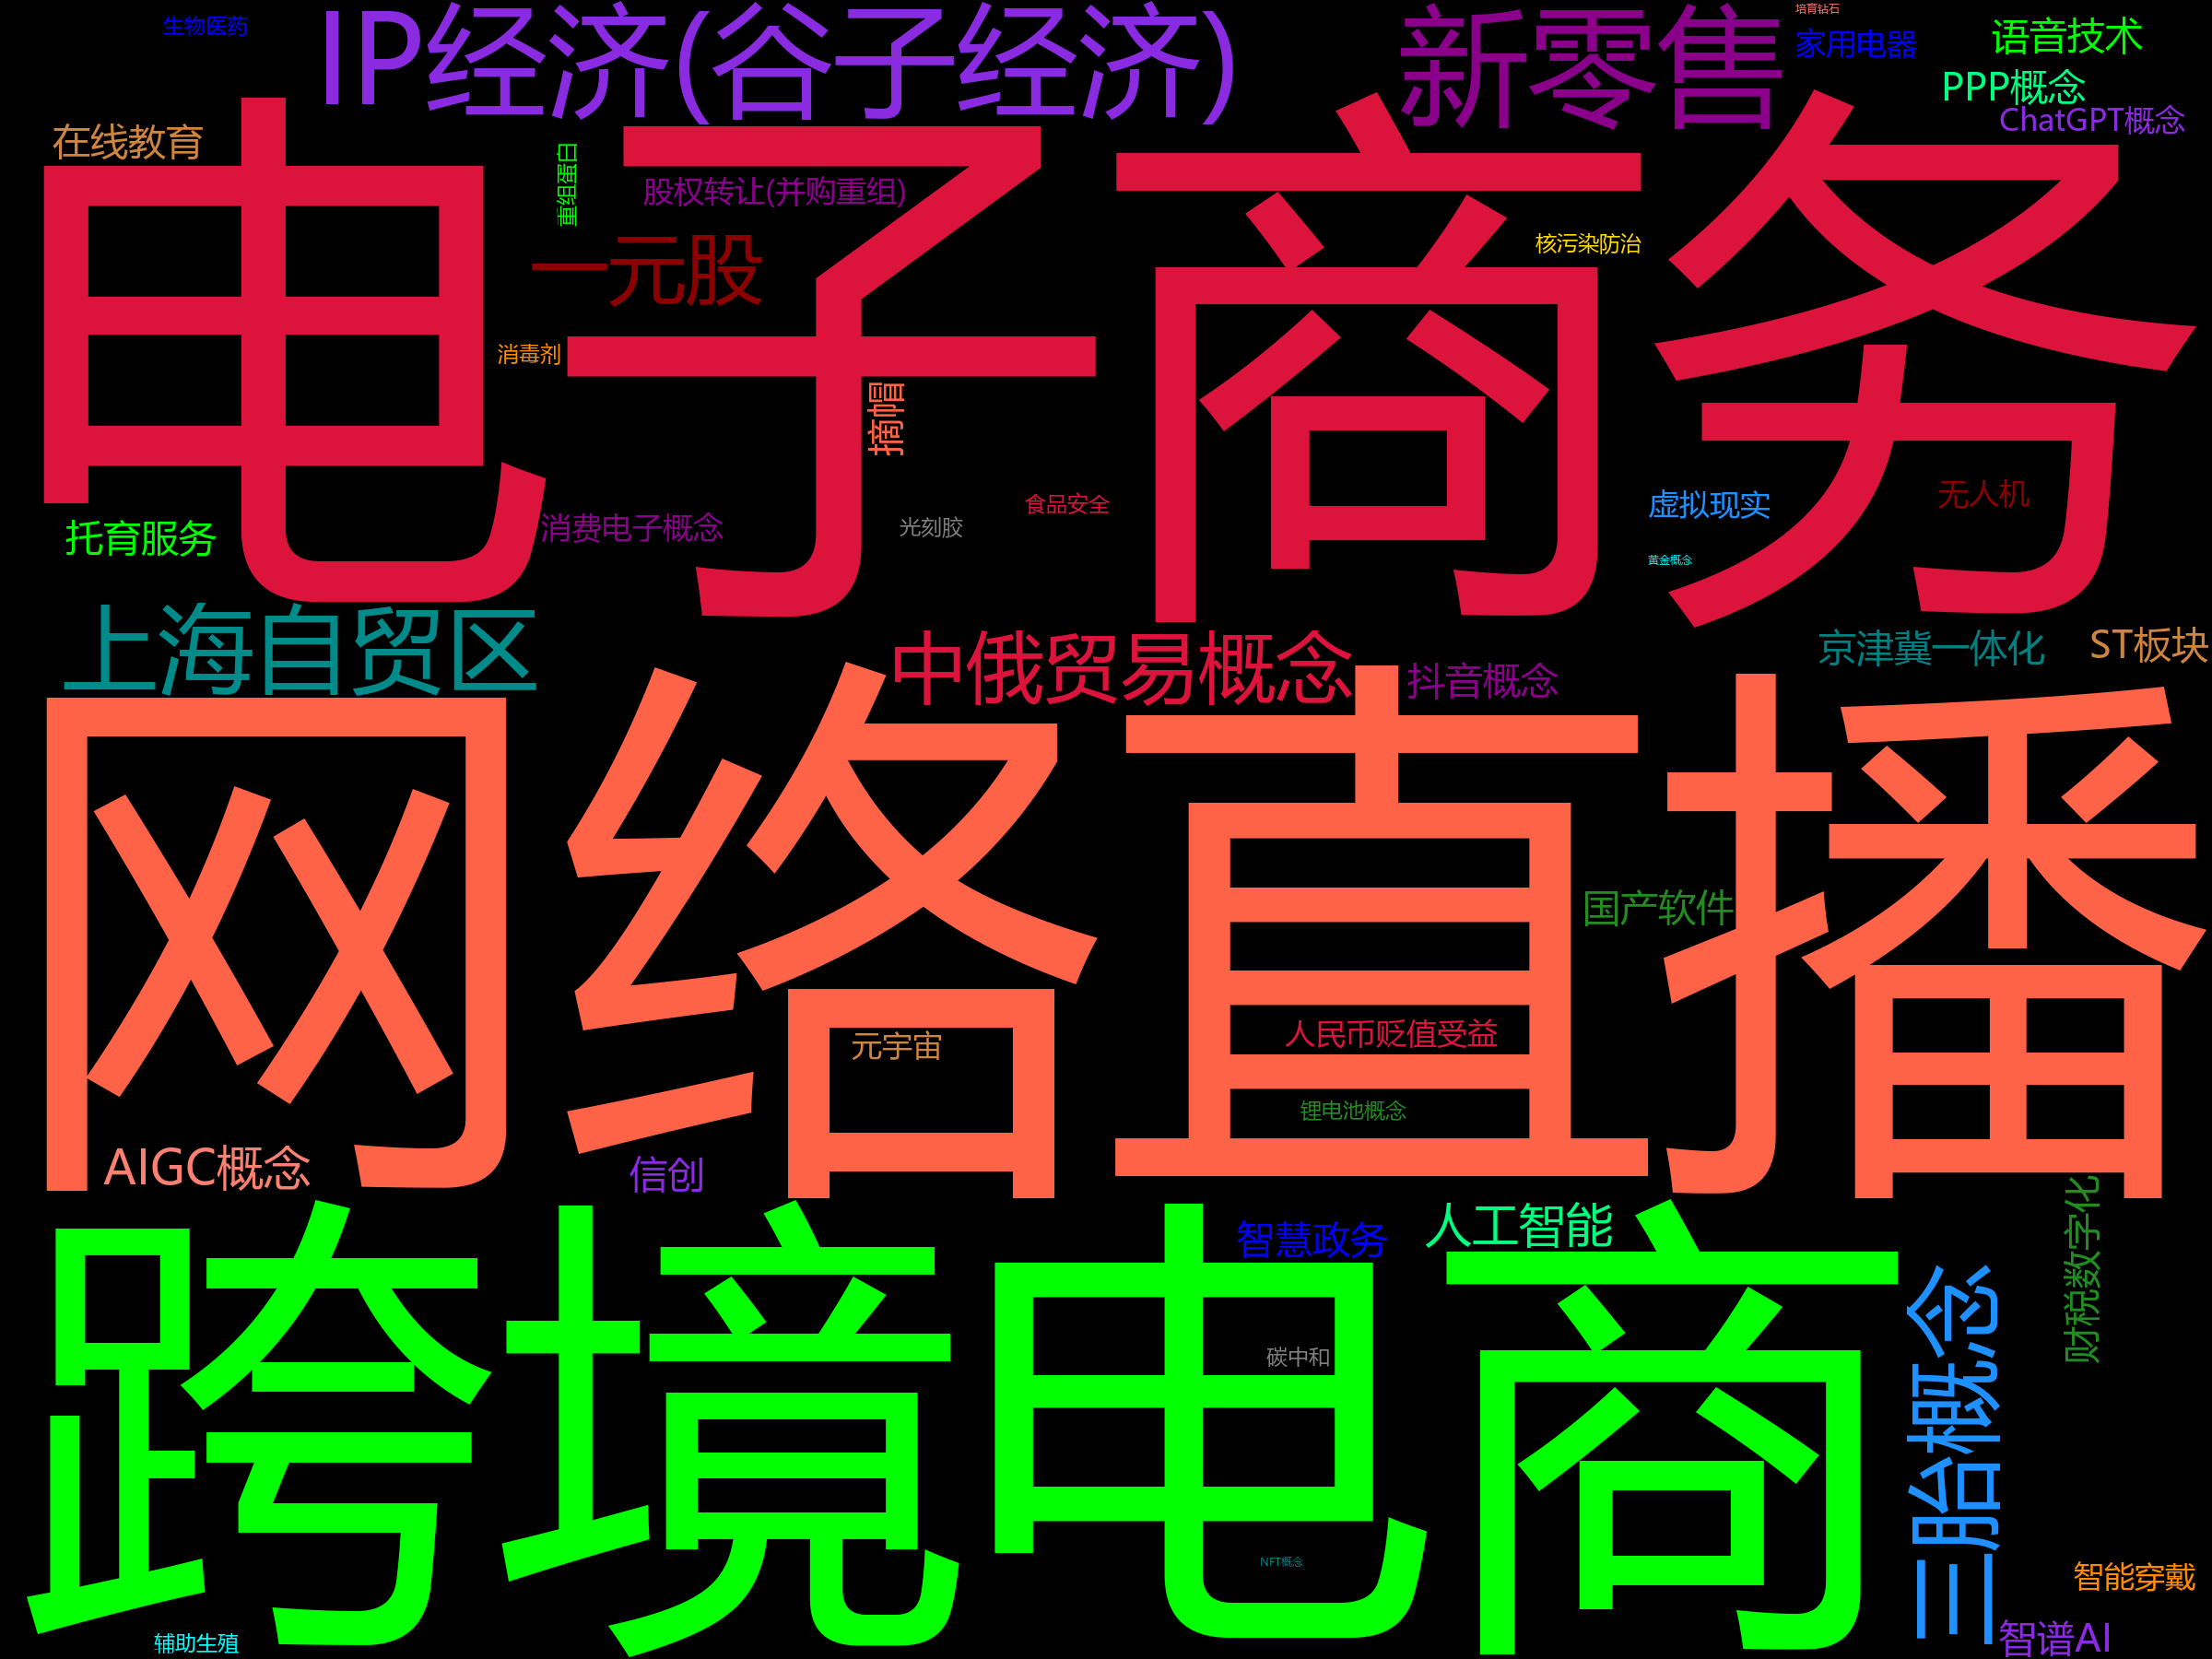 生物医药
IP经济(谷子经济)
新零售
培育钻石
家用电器
语音技术
PPP概念
ChatGPT概念
在线教育
重组蛋白
股权转让(并购重组)
一元股
核污染防治
电子商务
消毒剂
摘帽
食品安全
光刻胶
消费电子概念
托育服务
虚拟现实
无人机
黄金概念
上海自贸区
中俄贸易概念
抖音概念
京津冀一体化
ST板块
网络直播
国产软件
元宇宙
人民币贬值受益
锂电池概念
AIGC概念
信创
智慧政务
人工智能
财税数字化
三胎概念
跨境电商
碳中和
NFT概念
智能穿戴
辅助生殖
智谱AI